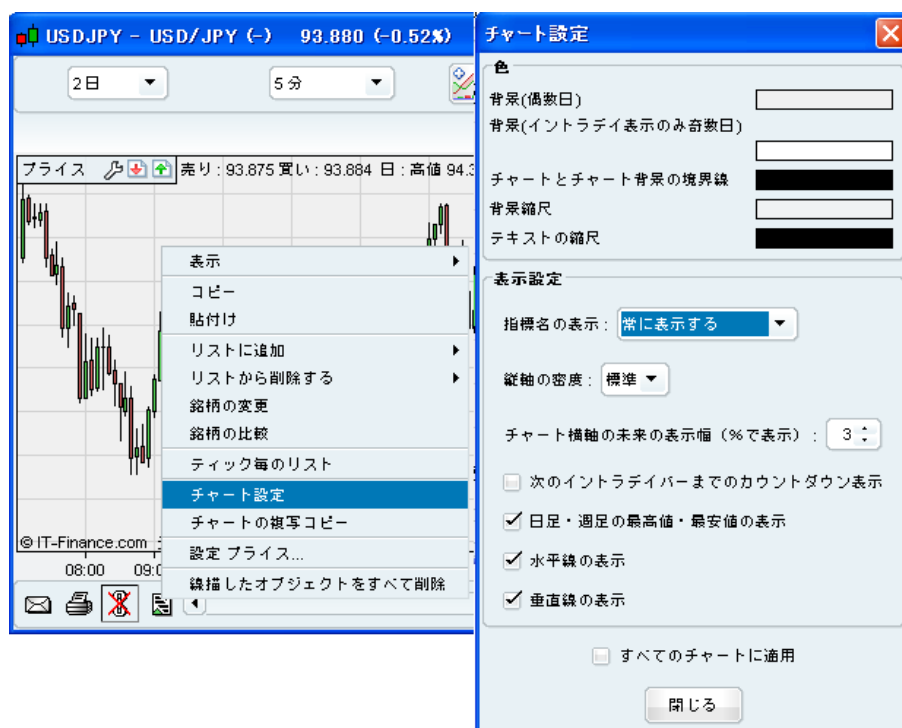 USDJPY - USD/JPY (-) 93.880 (-0.52%)
2日
5分
プライス
売り:93.875 買い:93.884 日:高値 94.3
表示
コピー
貼付け
リストに追加
リストから削除する
銘柄の変更
銘柄の比較
ティック毎のリスト
チャート設定
チャートの複写コピー
設定 プライス...
線描したオブジェクトをすべて削除
© IT-Finance.com
08:00 09:0
チャート設定
色
背景(偶数日)
背景(イントラデイ表示のみ奇数日)
チャートとチャート背景の境界線
背景縮尺
テキストの縮尺
表示設定
指標名の表示: 常に表示する
縦軸の密度: 標準
チャート横軸の未来の表示幅(%で表示): 3
次のイントラデイバーまでのカウントダウン表示
日足・週足の最高値・最安値の表示
水平線の表示
垂直線の表示
すべてのチャートに適用
閉じる